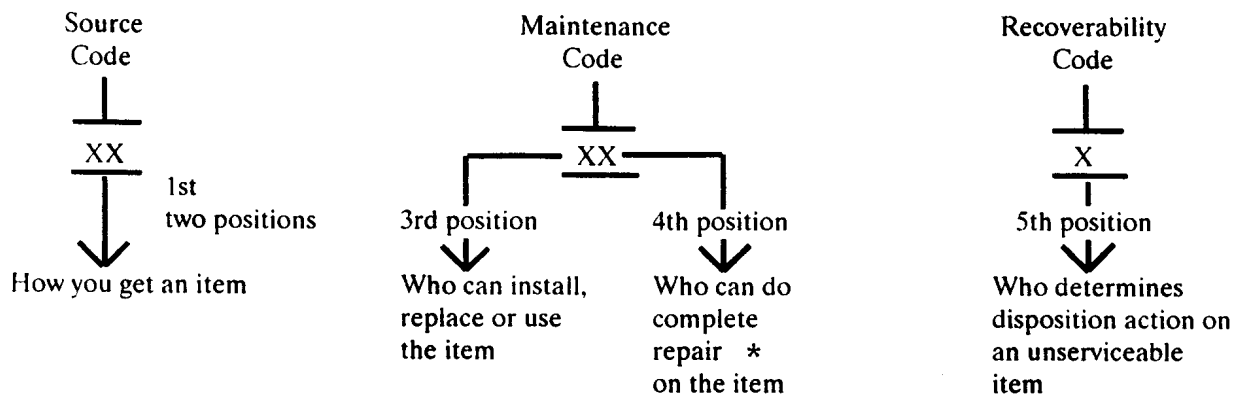 Source
Code
XX
1st
two positions
How you get an item
Maintenance
Code
XX
3rd position
4th position
Who can install,
replace or use
the item
Who can do
complete
repair *
on the item
Recoverability
Code
X
5th position
Who determines
disposition action on
an unserviceable
item